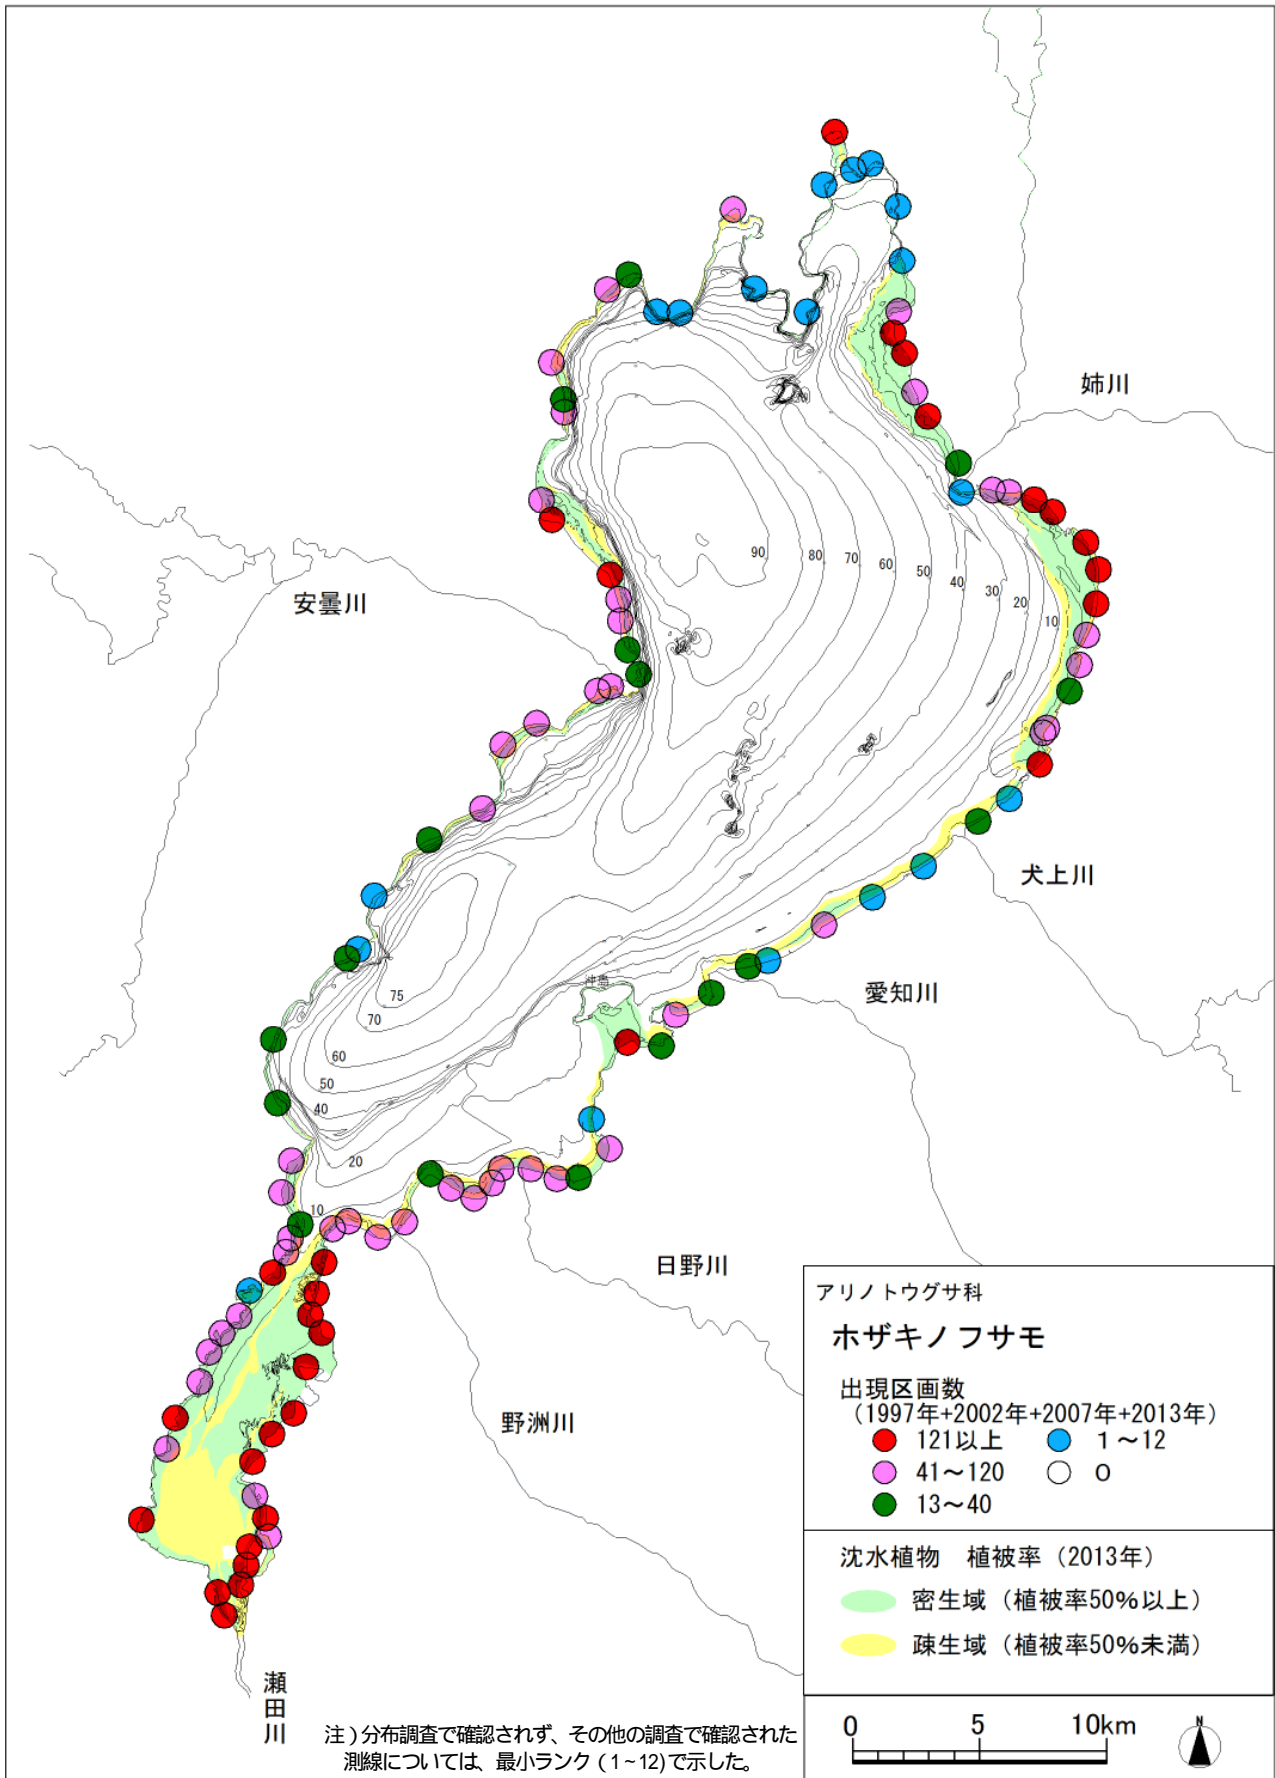 姉川
安曇川
90
80
70
60
50
40
30
20
10
犬上川
愛知川
沖島
75
70
60
50
40
20
10
日野川
野洲川
瀬田川
アリノトウグサ科
ホザキノフサモ
出現区画数
(1997年+2002年+2007年+2013年)
121以上
1～12
41～120
0
13～40
沈水植物 植被率 (2013年)
密生域 (植被率50%以上)
疎生域 (植被率50%未満)
注)分布調査で確認されず、その他の調査で確認された
測線については、最小ランク (1~12)で示した。
0 5 10km
N